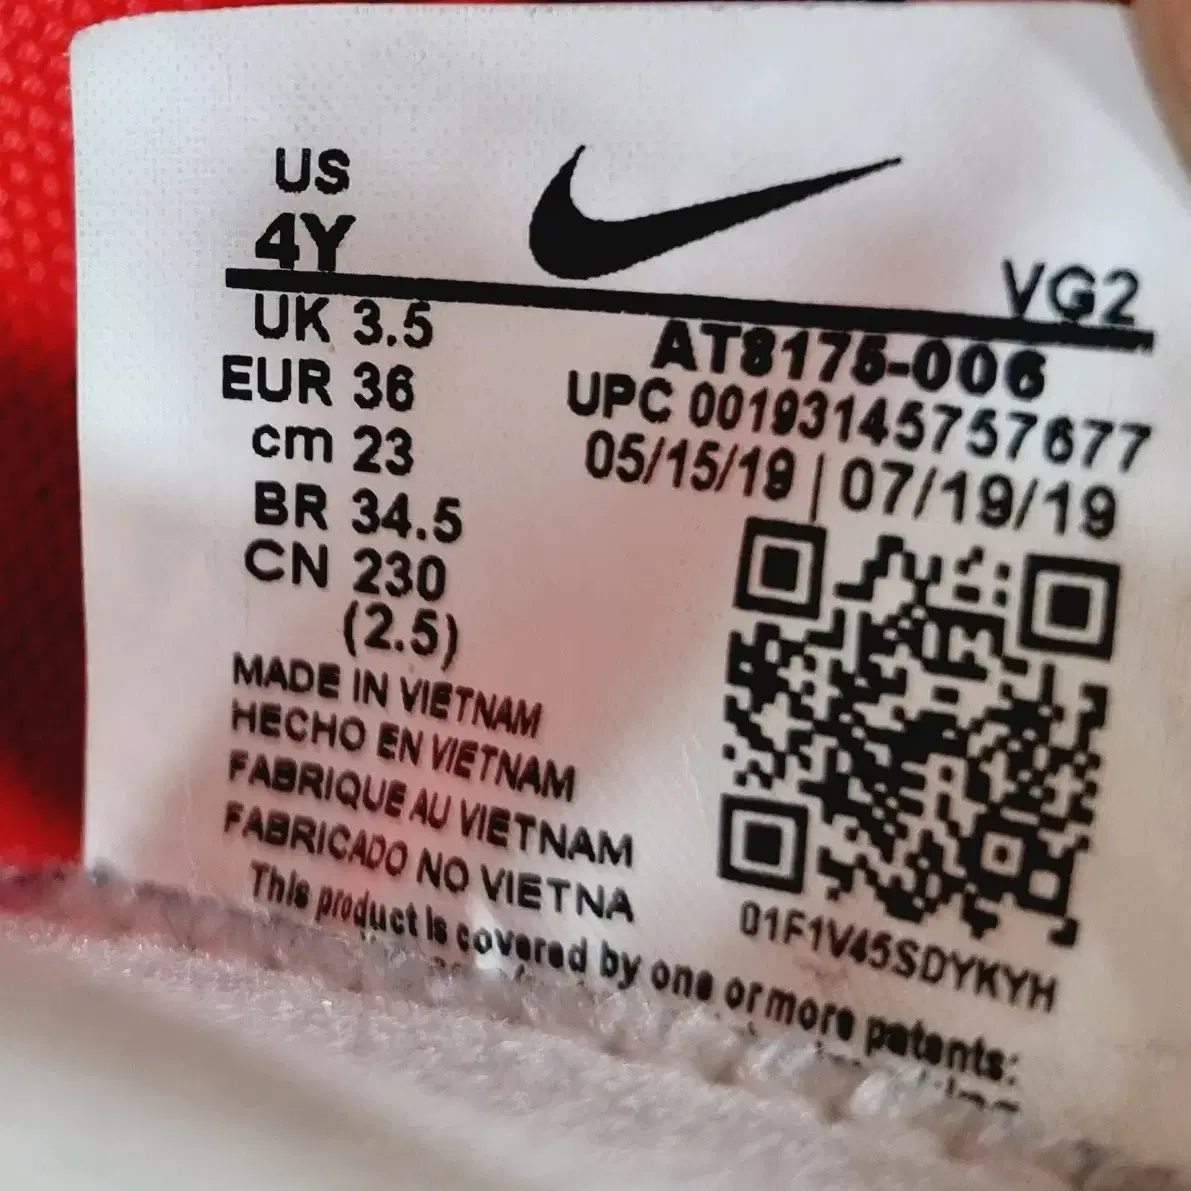 US
4Y
VG2
UK 3.5
EUR 36
cm 23
BR 34.5
CN 230
(2.5)
AT8175-006
UPC 00193145757677
05/15/19 | 07/19/19
MADE IN VIETNAM
HECHO EN VIETNAM
FABRIQUE AU VIETNAM
FABRICADO NO VIETNA
01F1V45SDYKYH
This product is covered by one or more patents: